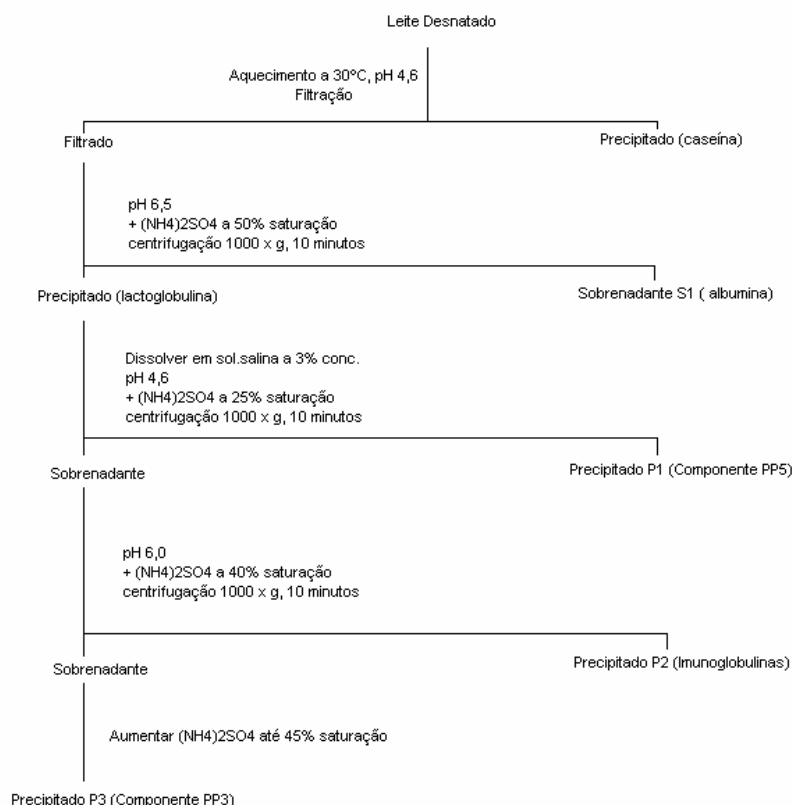 Leite Desnatado
Aquecimento a 30ºC, pH 4,6
Filtração
Filtrado
Precipitado (caseína)
pH 6,5
+ (NH4)2SO4 a 50% saturação
centrifugação 1000 x g, 10 minutos
Precipitado (lactoglobulina)
Sobrenadante S1 ( albumina)
Dissolver em sol.salina a 3% conc.
pH 4,6
+ (NH4)2SO4 a 25% saturação
centrifugação 1000 x g, 10 minutos
Sobrenadante
Precipitado P1 (Componente PP5)
pH 6,0
+ (NH4)2SO4 a 40% saturação
centrifugação 1000 x g, 10 minutos
Sobrenadante
Precipitado P2 (Imunoglobulinas)
Aumentar (NH4)2SO4 até 45% saturação
Precipitado P3 (Componente PP3)